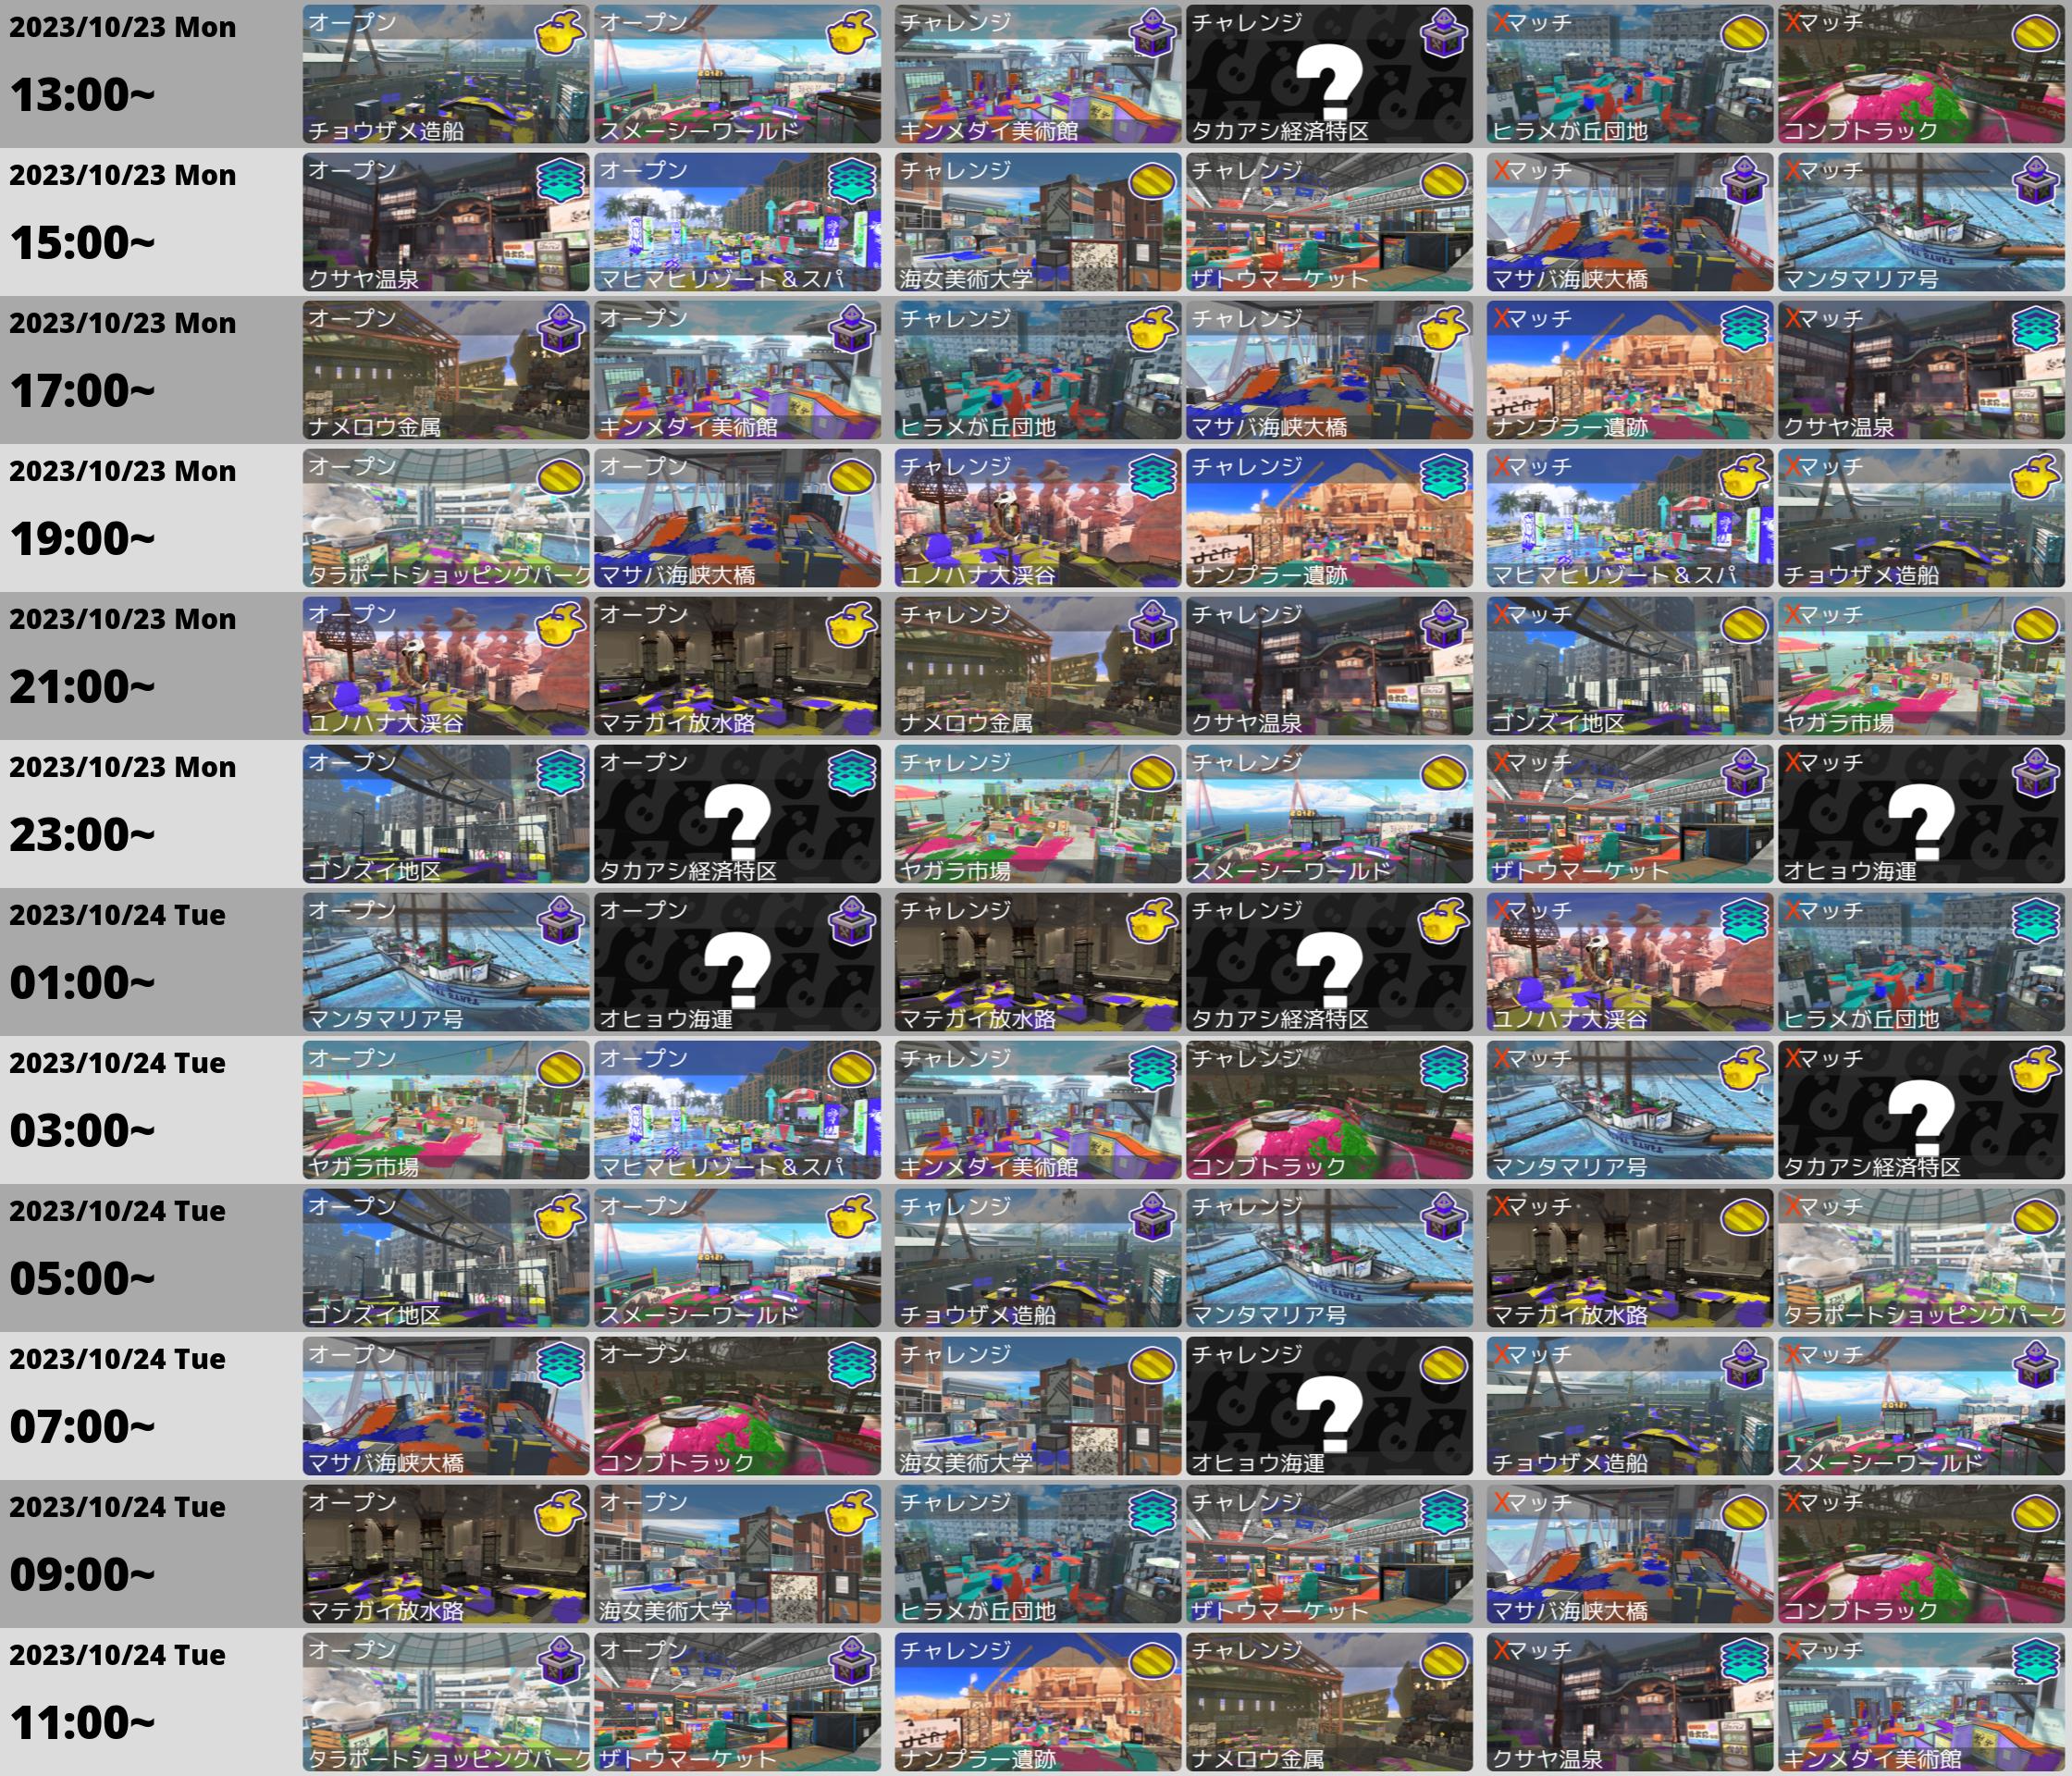 2023/10/23 Mon
13:00~
オープン
チョウザメ造船
オープン
スメーシーワールド
チャレンジ
キンメダイ美術館
チャレンジ
?
タカアシ経済特区
Xマッチ
ヒラメが丘団地
Xマッチ
コンブトラック
2023/10/23 Mon
15:00~
オープン
クサヤ温泉
オープン
マヒマヒリゾート&スパ
チャレンジ
海女美術大学
チャレンジ
ザトウマーケット
Xマッチ
マサバ海峡大橋
Xマッチ
マンタマリア号
2023/10/23 Mon
17:00~
オープン
ナメロウ金属
オープン
キンメダイ美術館
チャレンジ
ヒラメが丘団地
チャレンジ
マサバ海峡大橋
Xマッチ
ナンプラー遺跡
Xマッチ
クサヤ温泉
2023/10/23 Mon
19:00~
オープン
タラポートショッピングパーク
オープン
マサバ海峡大橋
チャレンジ
ユノハナ大渓谷
チャレンジ
ナンプラー遺跡
Xマッチ
マヒマヒリゾート&スパ
Xマッチ
チョウザメ造船
2023/10/23 Mon
21:00~
オープン
ユノハナ大渓谷
オープン
マテガイ放水路
チャレンジ
ナメロウ金属
チャレンジ
クサヤ温泉
Xマッチ
ゴンズイ地区
Xマッチ
ヤガラ市場
2023/10/23 Mon
23:00~
オープン
ゴンズイ地区
オープン
?
タカアシ経済特区
チャレンジ
ヤガラ市場
チャレンジ
スメーシーワールド
Xマッチ
ザトウマーケット
Xマッチ
?
オヒョウ海運
2023/10/24 Tue
01:00~
オープン
マンタマリア号
オープン
?
オヒョウ海運
チャレンジ
マテガイ放水路
チャレンジ
?
タカアシ経済特区
Xマッチ
ユノハナ大渓谷
Xマッチ
ヒラメが丘団地
2023/10/24 Tue
03:00~
オープン
ヤガラ市場
オープン
マヒマヒリゾート&スパ
チャレンジ
キンメダイ美術館
チャレンジ
コンブトラック
Xマッチ
マンタマリア号
Xマッチ
?
タカアシ経済特区
2023/10/24 Tue
05:00~
オープン
ゴンズイ地区
オープン
スメーシーワールド
チャレンジ
チョウザメ造船
チャレンジ
マンタマリア号
Xマッチ
マテガイ放水路
Xマッチ
タラポートショッピングパーク
2023/10/24 Tue
07:00~
オープン
マサバ海峡大橋
オープン
コンブトラック
チャレンジ
海女美術大学
チャレンジ
?
オヒョウ海運
Xマッチ
チョウザメ造船
Xマッチ
スメーシーワールド
2023/10/24 Tue
09:00~
オープン
マテガイ放水路
オープン
海女美術大学
チャレンジ
ヒラメが丘団地
チャレンジ
ザトウマーケット
Xマッチ
マサバ海峡大橋
Xマッチ
コンブトラック
2023/10/24 Tue
11:00~
オープン
タラポートショッピングパーク
オープン
ザトウマーケット
チャレンジ
ナンプラー遺跡
チャレンジ
ナメロウ金属
Xマッチ
クサヤ温泉
Xマッチ
キンメダイ美術館